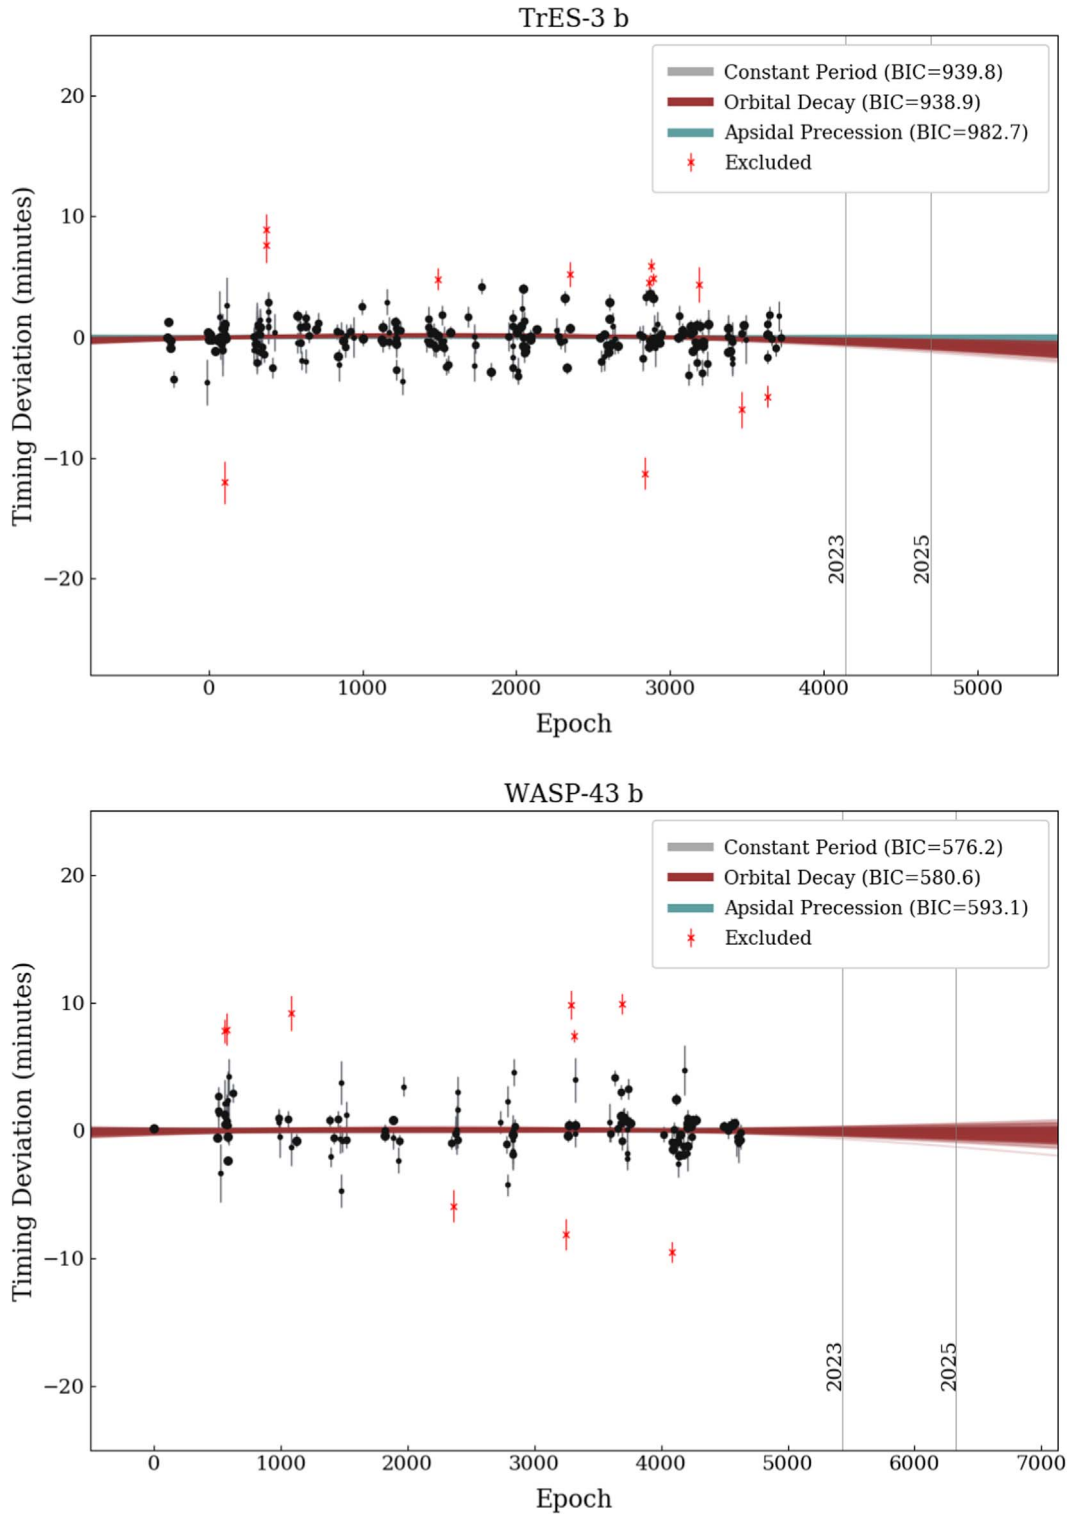 TrES-3 b
Constant Period (BIC=939.8)
Orbital Decay (BIC=938.9)
Apsidal Precession (BIC=982.7)
Excluded
20
10
0
−10
−20
Timing Deviation (minutes)
2023
2025
0 1000 2000 3000 4000 5000
Epoch
WASP-43 b
Constant Period (BIC=576.2)
Orbital Decay (BIC=580.6)
Apsidal Precession (BIC=593.1)
Excluded
20
10
0
−10
−20
Timing Deviation (minutes)
2023
2025
0 1000 2000 3000 4000 5000 6000 7000
Epoch